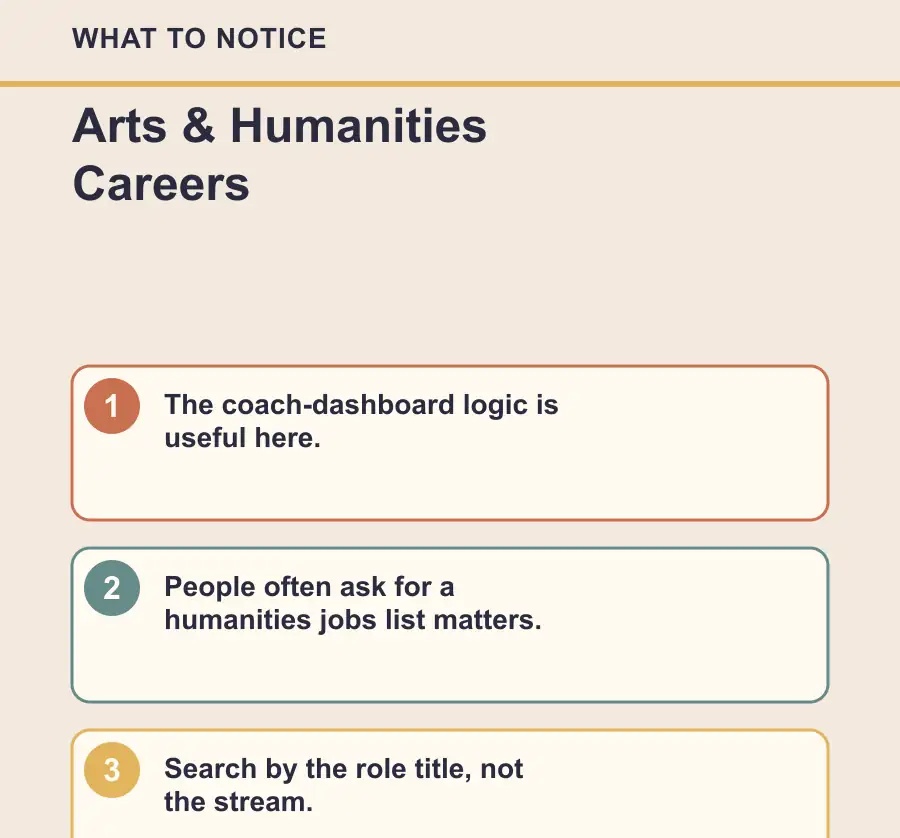 WHAT TO NOTICE
Arts & Humanities
Careers
1
The coach-dashboard logic is
useful here.
2
People often ask for a
humanities jobs list matters.
3
Search by the role title, not
the stream.